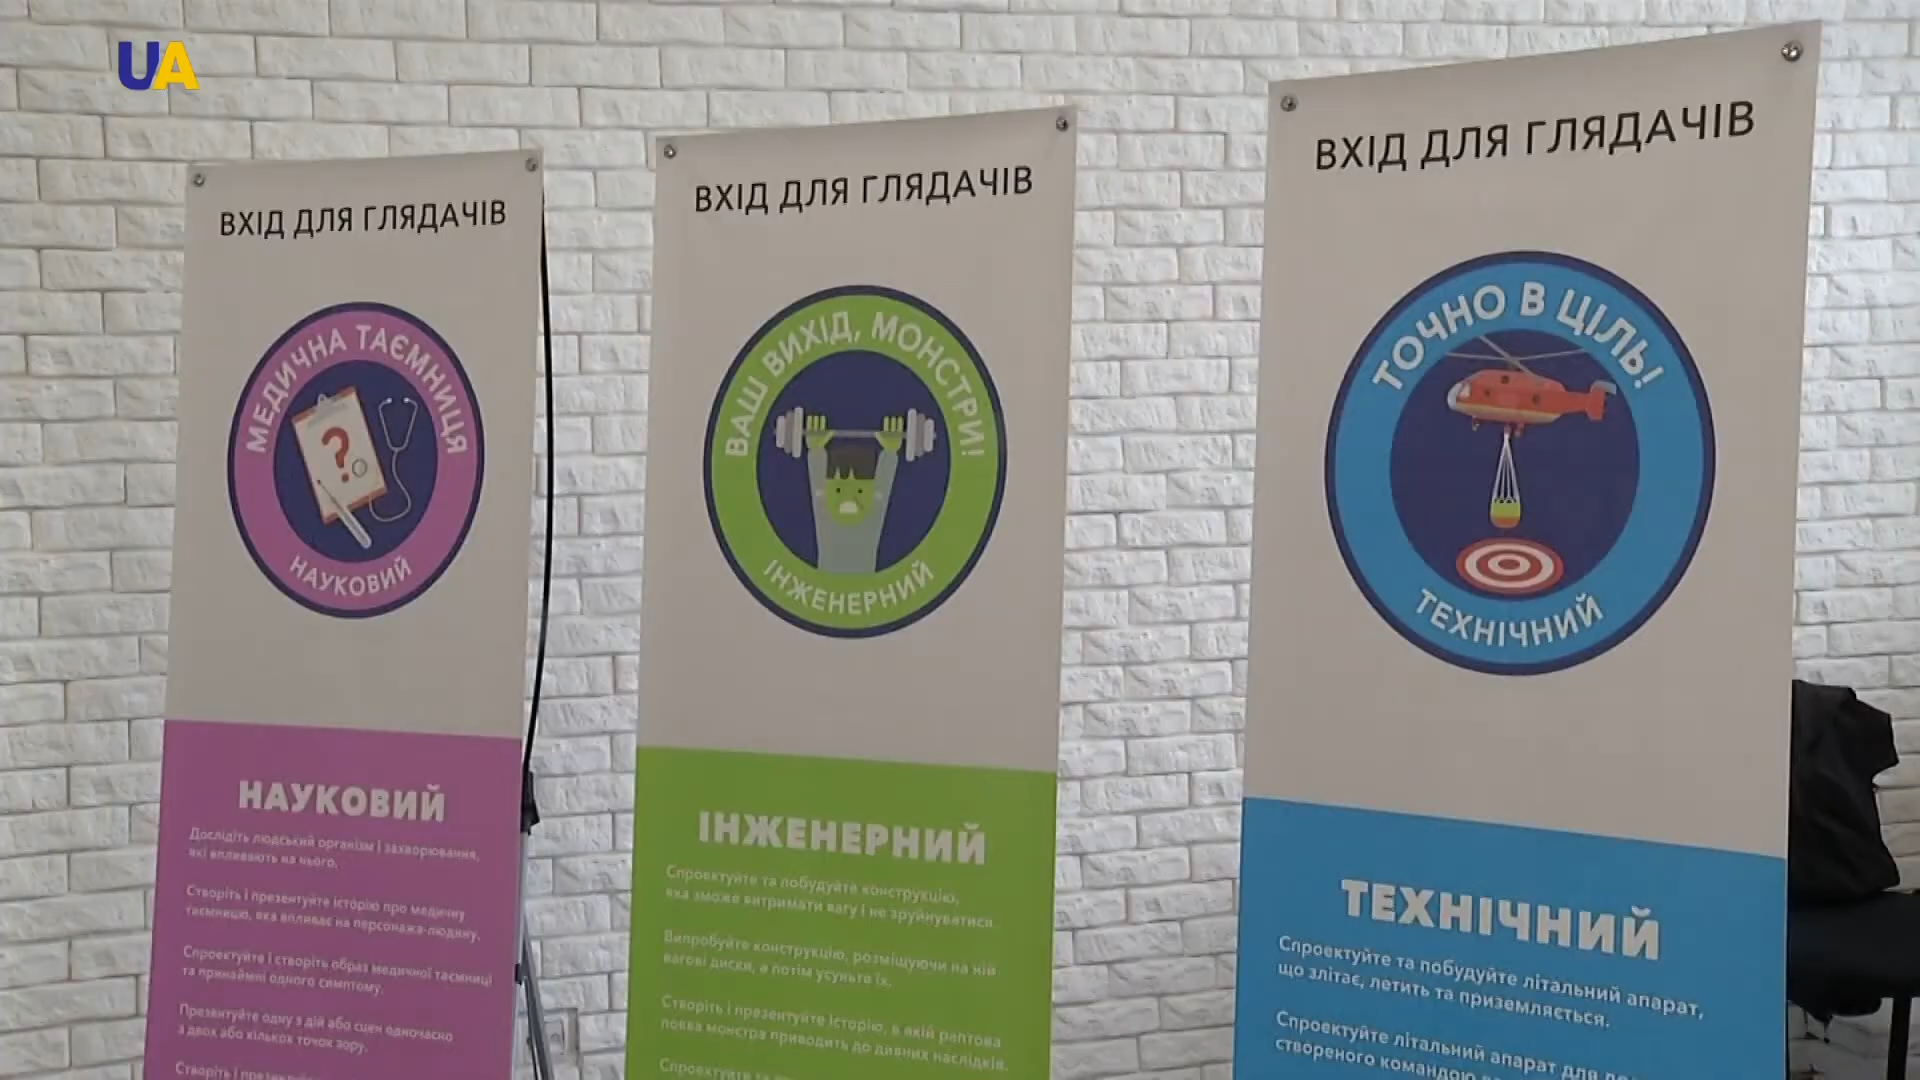 UA
ВХІД ДЛЯ ГЛЯДАЧІВ
МЕДИЧНА ТАЄМНИЦЯ
НАУКОВИЙ
НАУКОВИЙ
Дослідіть людський організм і захворювання,
які впливають на нього.
Створіть і презентуйте історію про медичну
таємницю, яка впливає на персонажа-людину.
Спроектуйте і створіть образ медичної таємниці
та принаймні одного симптому.
Презентуйте одну з дій або сцен одночасно
з двох або кількох точок зору.
Створіть і
ВХІД ДЛЯ ГЛЯДАЧІВ
ВАШ ВИХІД, МОНСТРИ!
ІНЖЕНЕРНИЙ
ІНЖЕНЕРНИЙ
Спроектуйте та побудуйте конструкцію,
яка зможе витримати вагу і не зруйнуватися.
Випробуйте конструкцію, розміщуючи на ній
вагові диски, а потім усуньте їх.
Створіть і презентуйте історію, в якій раптова
поява монстра приводить до дивних наслідків.
Спроектуйте та
ВХІД ДЛЯ ГЛЯДАЧІВ
ТОЧНО В ЦІЛЬ!
ТЕХНІЧНИЙ
ТЕХНІЧНИЙ
Спроектуйте та побудуйте літальний апарат,
що злітає, летить та приземляється.
Спроектуйте літальний апарат для
створеного командою